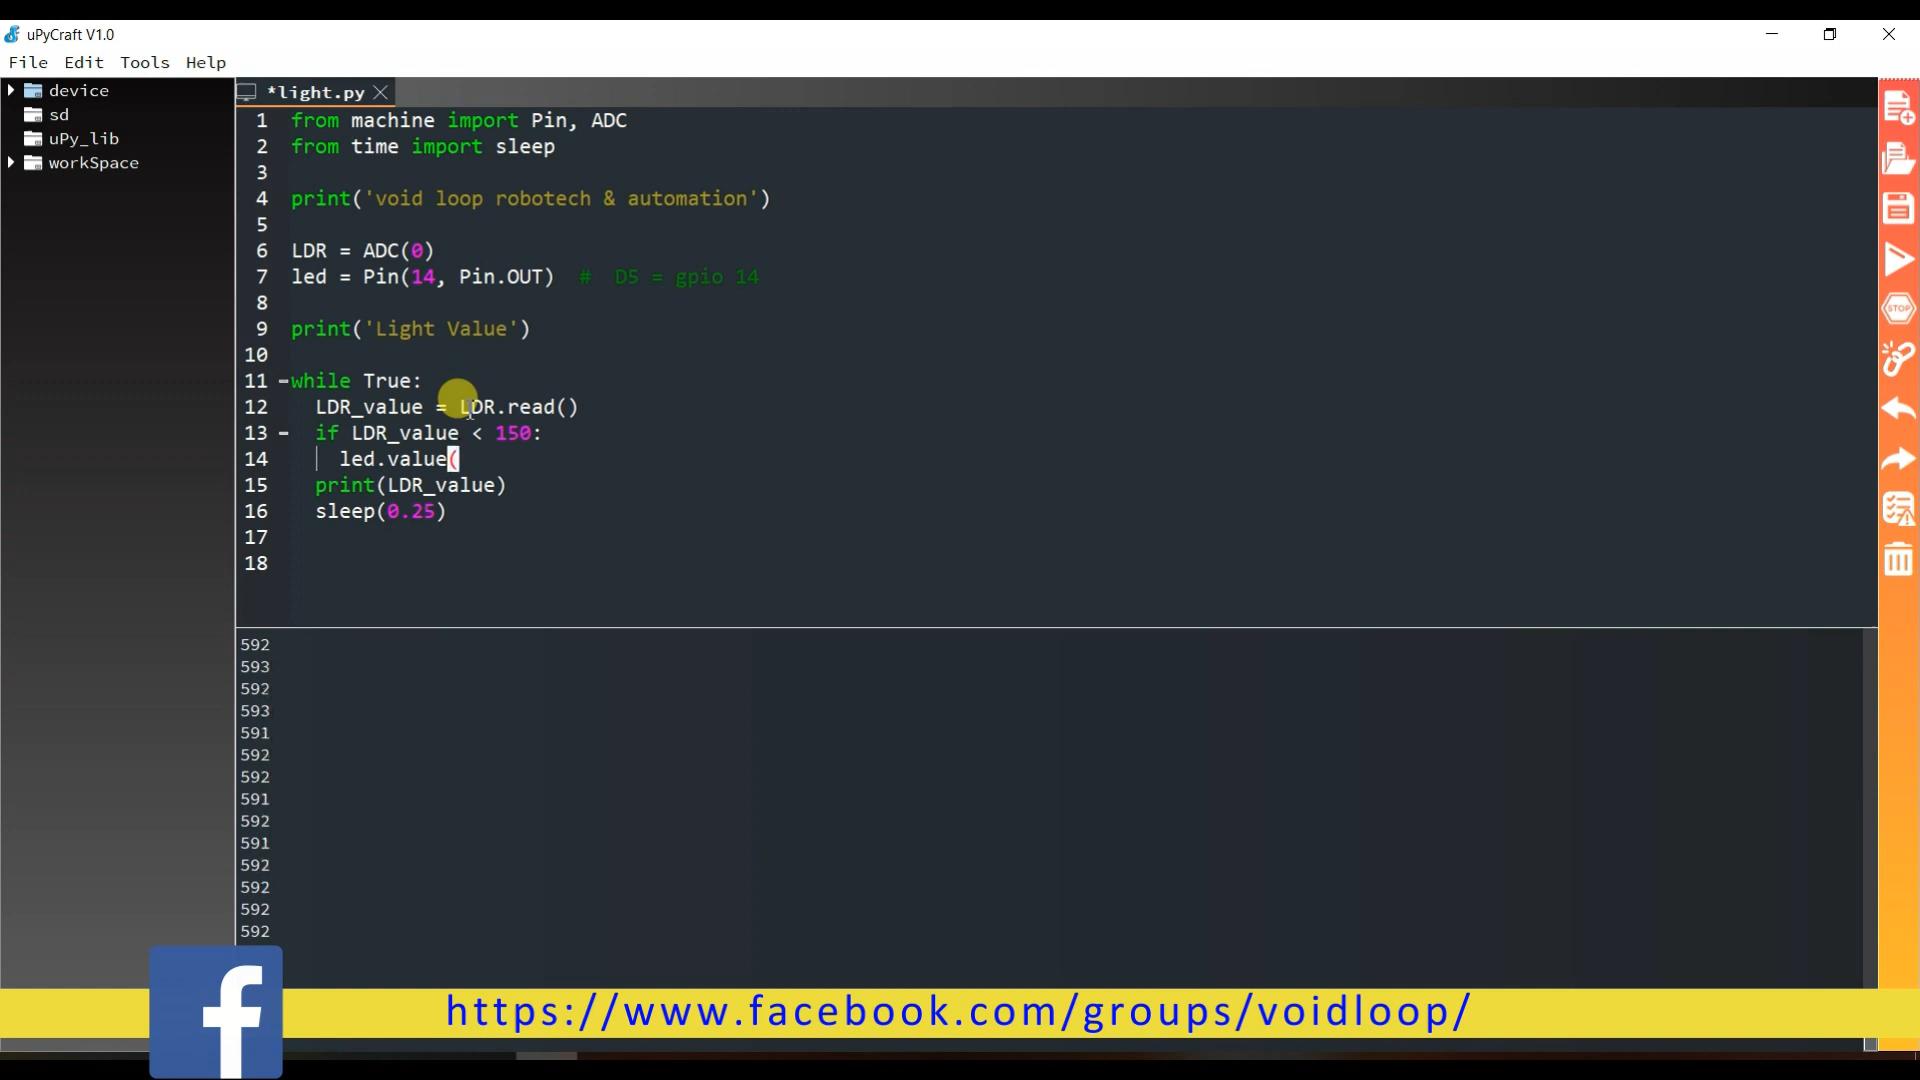 uPyCraft V1.0
File Edit Tools Help
device
sd
uPy_lib
workSpace
*light.py
1 from machine import Pin, ADC
2 from time import sleep
3
4 print('void loop robotech & automation')
5
6 LDR = ADC(0)
7 led = Pin(14, Pin.OUT) # D5 = gpio 14
8
9 print('Light Value')
10
11 while True:
12 LDR_value = LDR.read()
13 if LDR_value < 150:
14 led.value(
15 print(LDR_value)
16 sleep(0.25)
17
18
STOP
592
593
592
593
591
592
592
591
592
591
592
592
592
592
f
https://www.facebook.com/groups/voidloop/